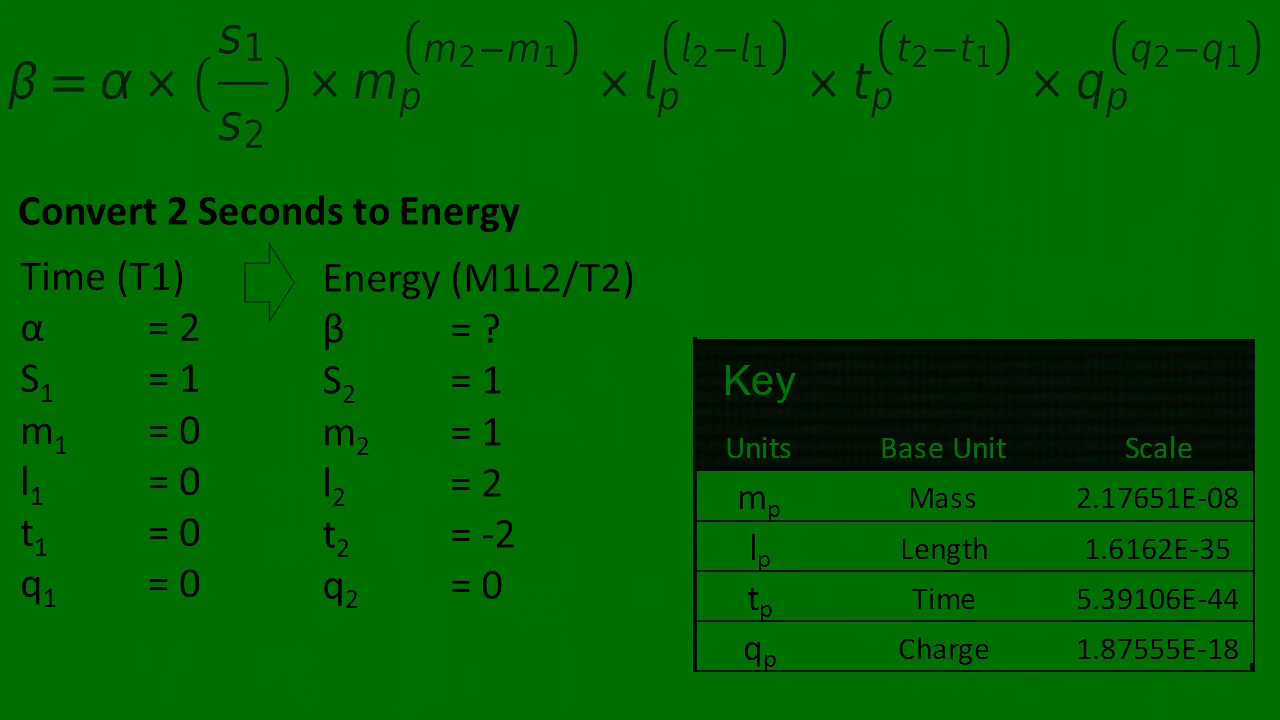 β = α × (s₁/s₂) × mₚ^(m₂−m₁) × lₚ^(l₂−l₁) × tₚ^(t₂−t₁) × qₚ^(q₂−q₁)
Convert 2 Seconds to Energy
Time (T1) Energy (M1L2/T2)
α = 2 β = ?
S₁ = 1 S₂ = 1
m₁ = 0 m₂ = 1
l₁ = 0 l₂ = 2
t₁ = 0 t₂ = -2
q₁ = 0 q₂ = 0
Key
Units Base Unit Scale
mₚ Mass 2.17651E-08
lₚ Length 1.6162E-35
tₚ Time 5.39106E-44
qₚ Charge 1.87555E-18